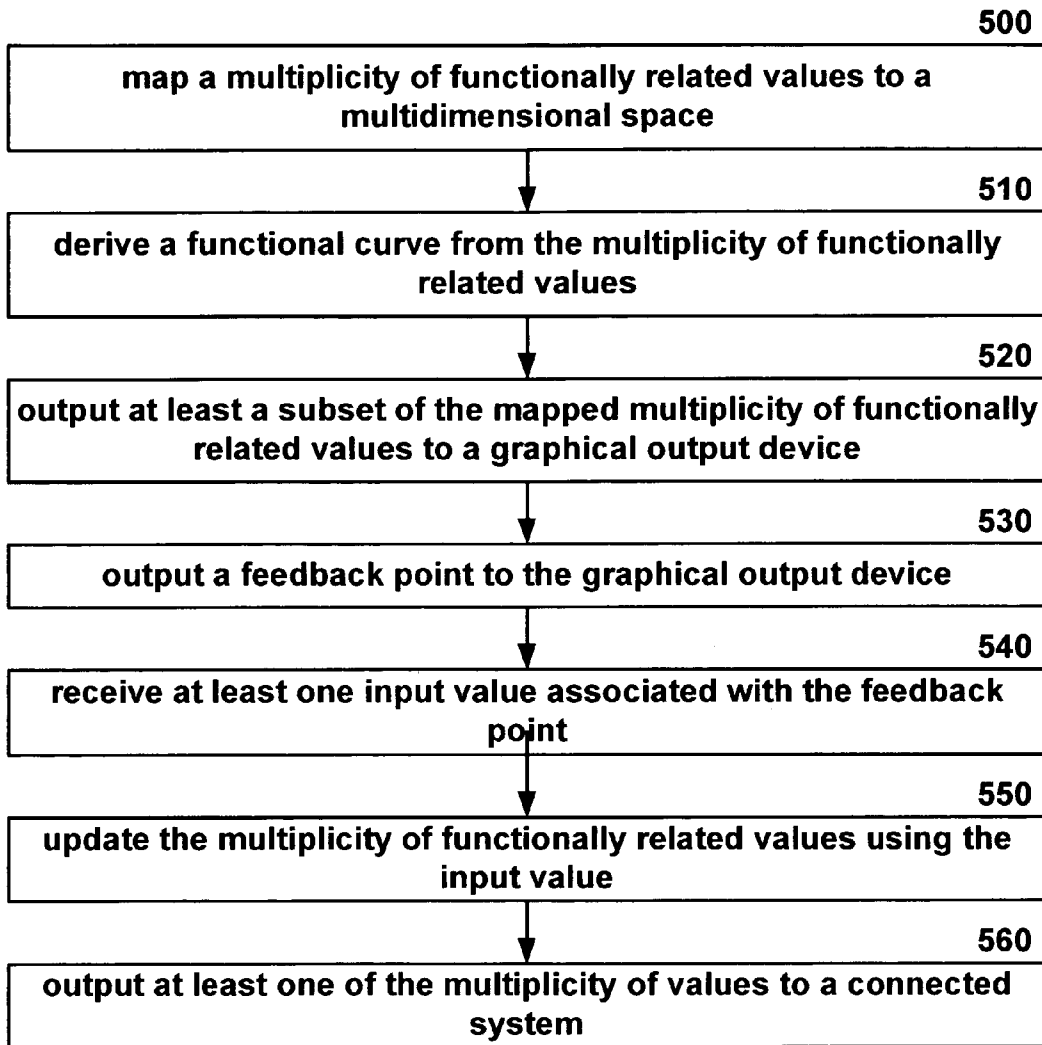 500
map a multiplicity of functionally related values to a
multidimensional space
510
derive a functional curve from the multiplicity of functionally
related values
520
output at least a subset of the mapped multiplicity of functionally
related values to a graphical output device
530
output a feedback point to the graphical output device
540
receive at least one input value associated with the feedback
point
550
update the multiplicity of functionally related values using the
input value
560
output at least one of the multiplicity of values to a connected
system